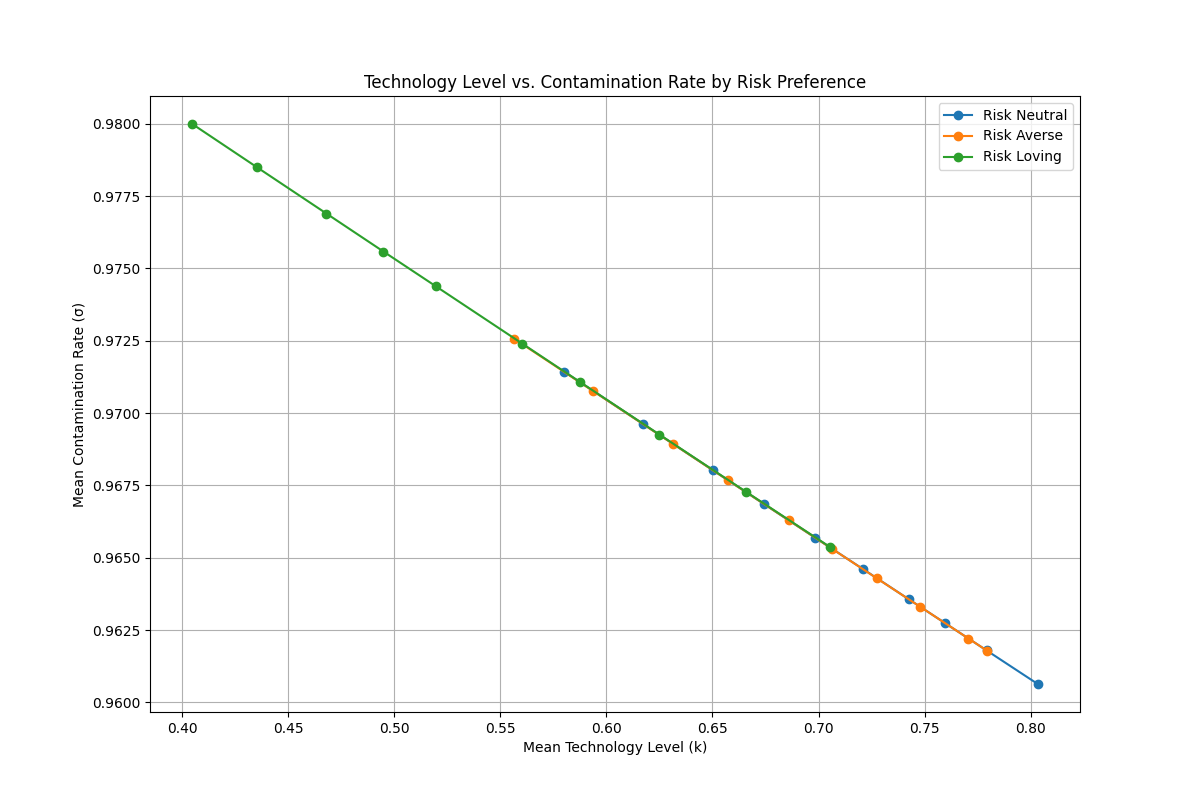 Technology Level vs. Contamination Rate by Risk Preference
Risk Neutral
Risk Averse
Risk Loving
Mean Contamination Rate (σ)
0.9800
0.9775
0.9750
0.9725
0.9700
0.9675
0.9650
0.9625
0.9600
0.40 0.45 0.50 0.55 0.60 0.65 0.70 0.75 0.80
Mean Technology Level (k)